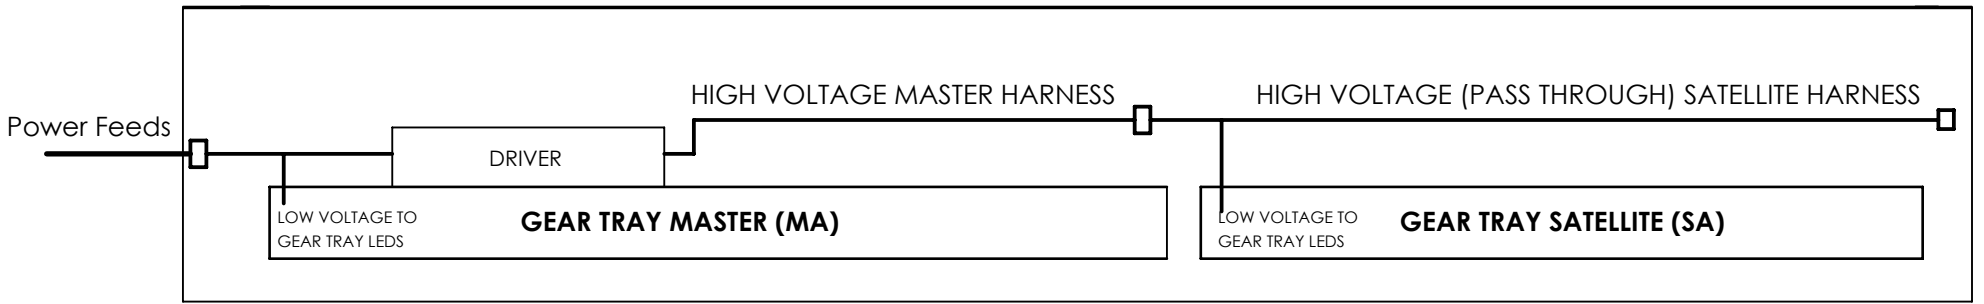 HIGH VOLTAGE MASTER HARNESS
HIGH VOLTAGE (PASS THROUGH) SATELLITE HARNESS
Power Feeds
DRIVER
LOW VOLTAGE TO
GEAR TRAY LEDS
GEAR TRAY MASTER (MA)
LOW VOLTAGE TO
GEAR TRAY LEDS
GEAR TRAY SATELLITE (SA)